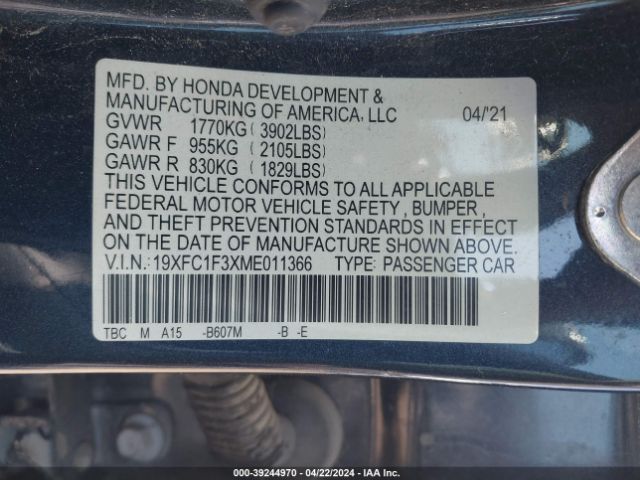 MFD. BY HONDA DEVELOPMENT &
MANUFACTURING OF AMERICA, LLC 04/'21
GVWR 1770KG ( 3902LBS)
GAWR F 955KG ( 2105LBS)
GAWR R 830KG ( 1829LBS)
THIS VEHICLE CONFORMS TO ALL APPLICABLE
FEDERAL MOTOR VEHICLE SAFETY , BUMPER ,
AND THEFT PREVENTION STANDARDS IN EFFECT
ON THE DATE OF MANUFACTURE SHOWN ABOVE.
V.I.N.: 19XFC1F3XME011366 TYPE: PASSENGER CAR
TBC M A15 -B607M -B -E
000-39244970 - 04/22/2024 - IAA Inc.